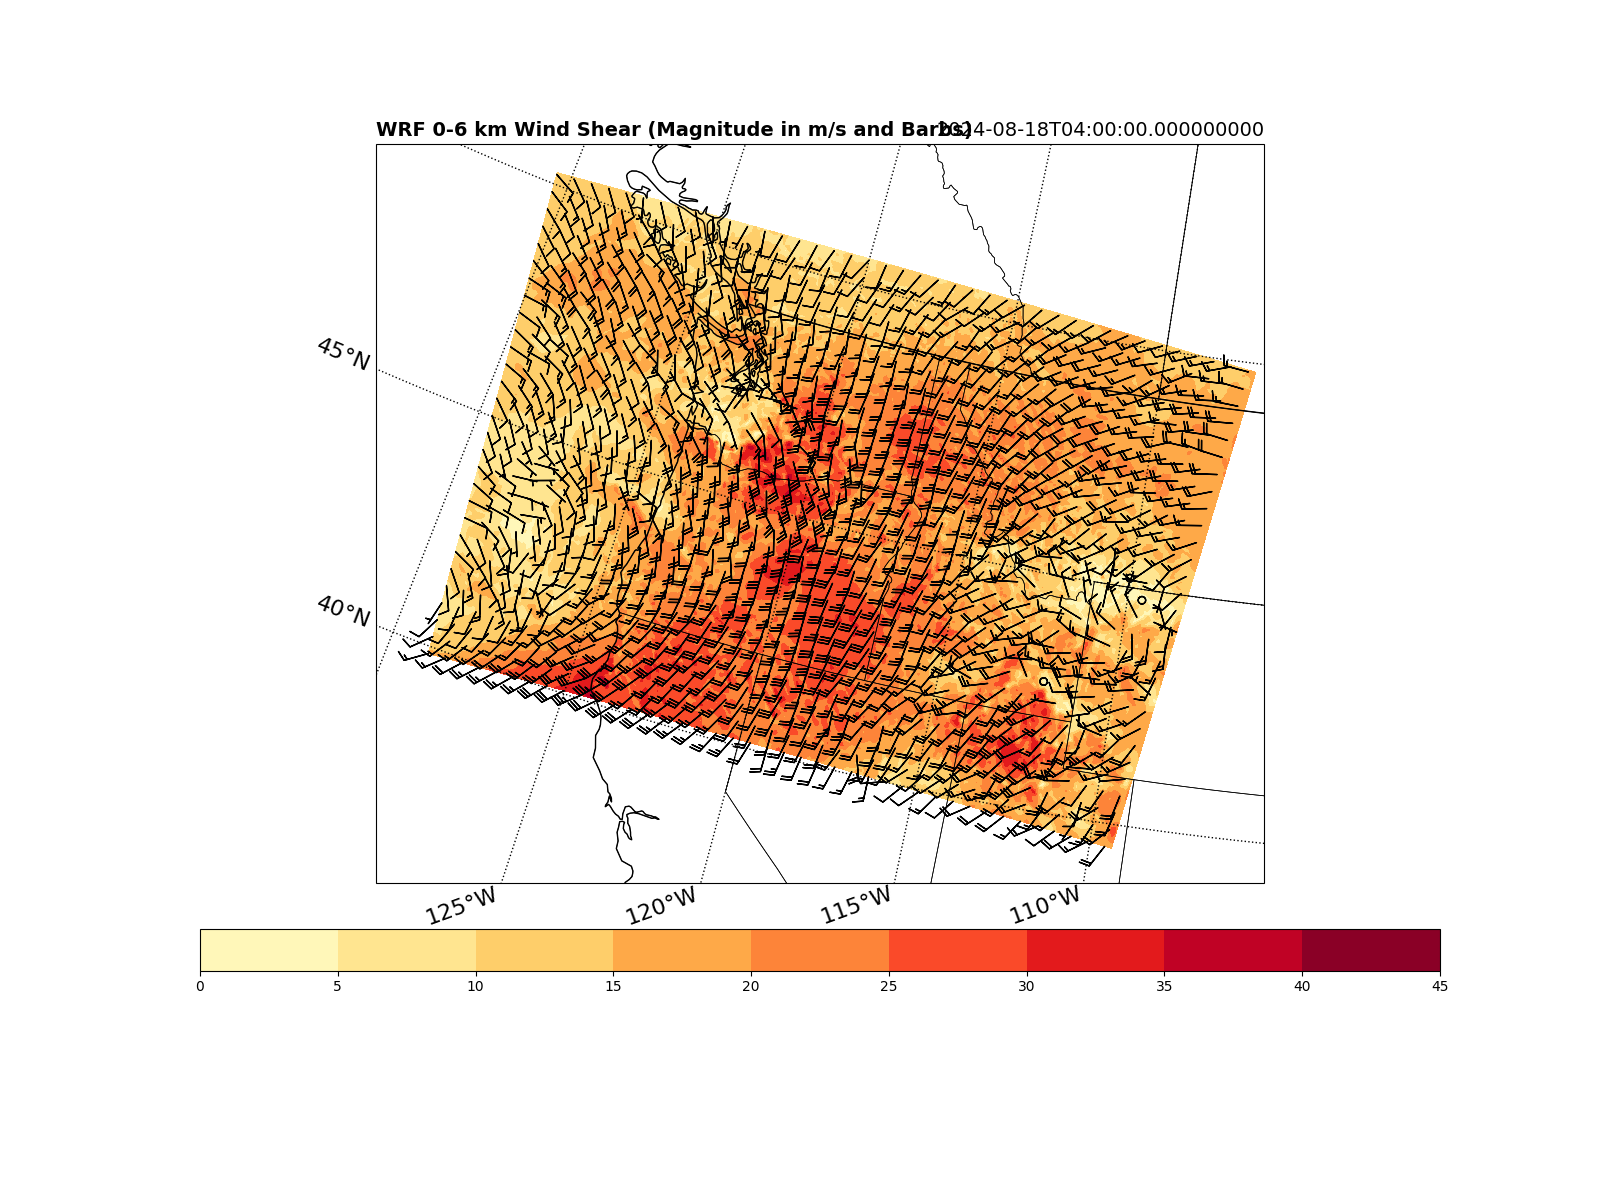 WRF 0-6 km Wind Shear (Magnitude in m/s and Barbs) 2024-08-18T04:00:00.000000000
45°N
40°N
125°W 120°W 115°W 110°W
0 5 10 15 20 25 30 35 40 45